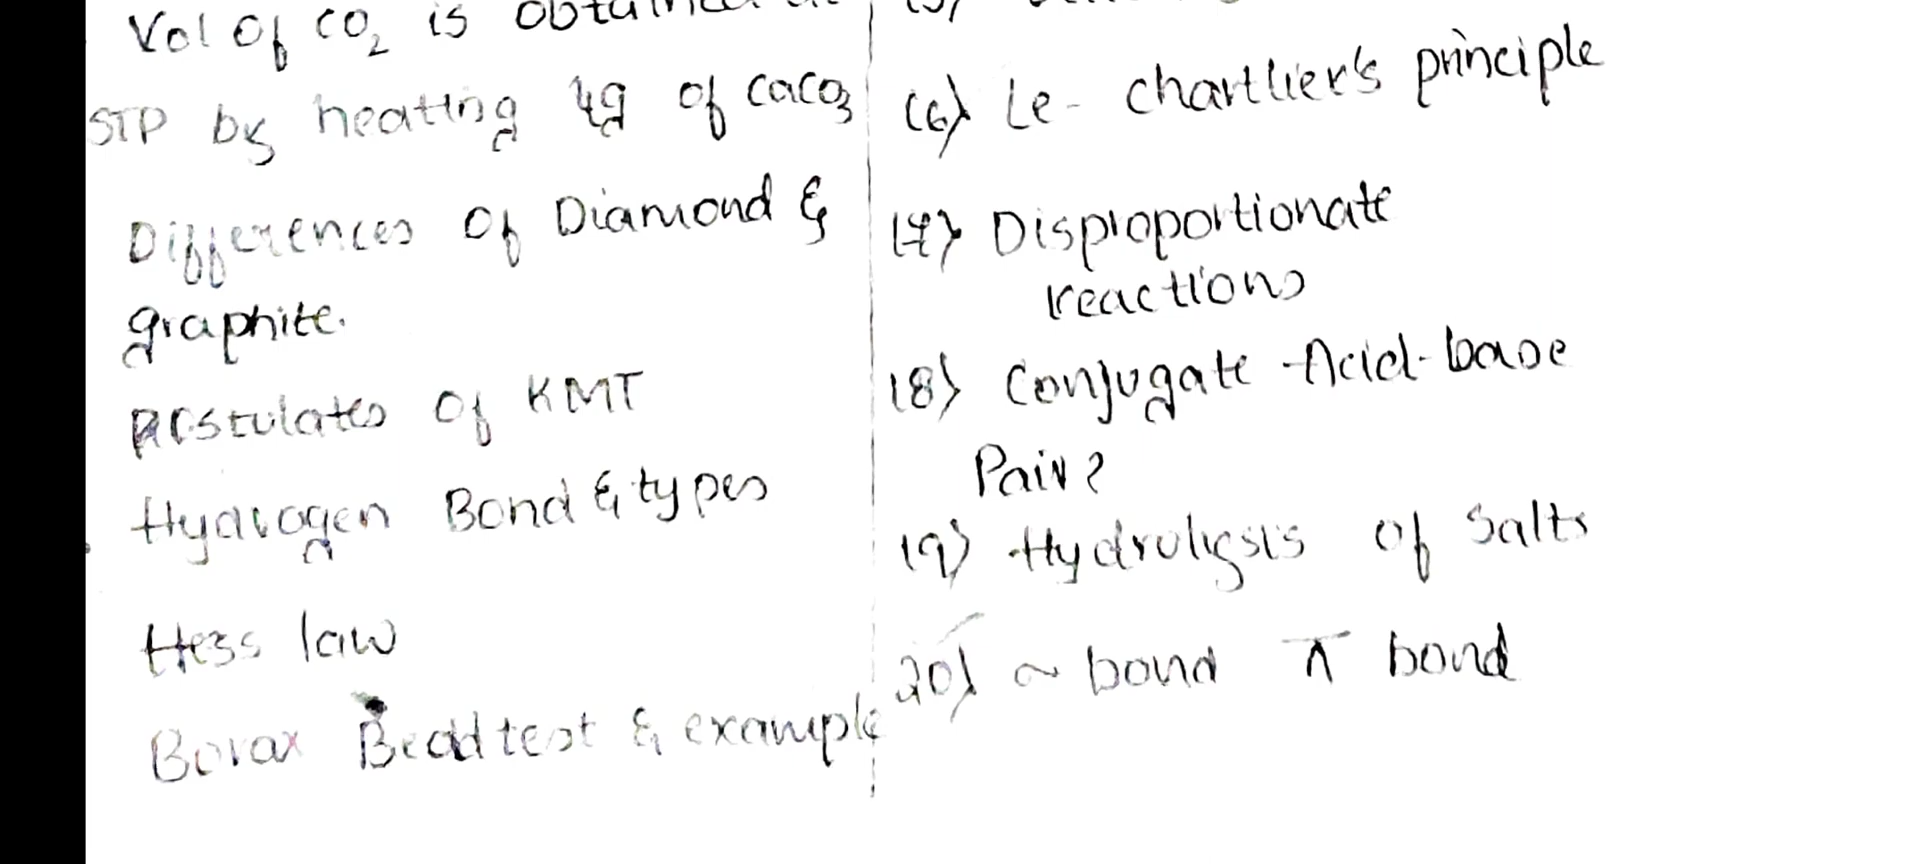 Vol of CO2 is
STP by heating 4g of CaCO3
Differences of Diamond &
graphite.
Postulates of KMT
Hydrogen Bond & types
Hess law
Borax Bead test & example
(6) Le- chartlier's principle
17) Disproportionate
reactions
18) Conjugate Acid-base
Pair?
19) Hydrolysis of Salts
20) ~ bond π bond